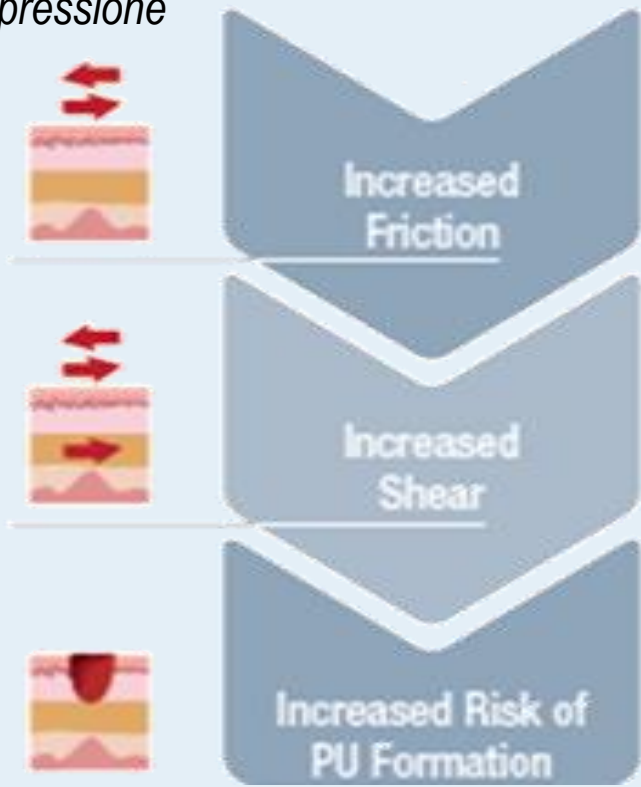 pressione
Increased
Friction
Increased
Shear
Increased Risk of
PU Formation